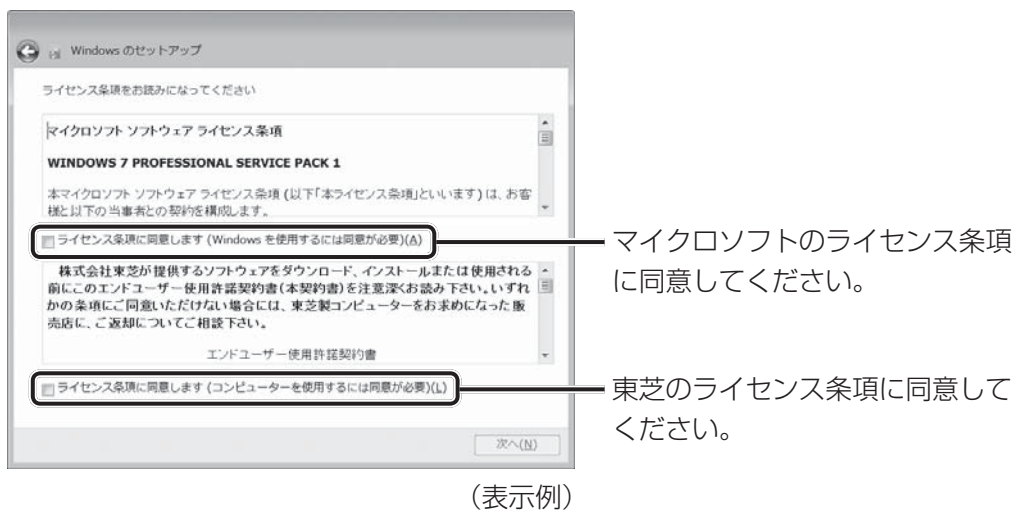 Windows のセットアップ
ライセンス条項をお読みになってください
マイクロソフト ソフトウェア ライセンス条項
WINDOWS 7 PROFESSIONAL SERVICE PACK 1
本マイクロソフト ソフトウェア ライセンス条項 (以下「本ライセンス条項」といいます) は、お客
様と以下の当事者との契約を構成します。
ライセンス条項に同意します (Windows を使用するには同意が必要)(A)
マイクロソフトのライセンス条項
に同意してください。
株式会社東芝が提供するソフトウェアをダウンロード、インストールまたは使用される
前にこのエンドユーザー使用許諾契約書(本契約書)を注意深くお読み下さい。いずれ
かの条項にご同意いただけない場合には、東芝製コンピューターをお求めになった販
売店に、ご返却についてご相談下さい。
エンドユーザー使用許諾契約書
ライセンス条項に同意します (コンピューターを使用するには同意が必要)(L)
東芝のライセンス条項に同意して
ください。
次へ(N)
(表示例)